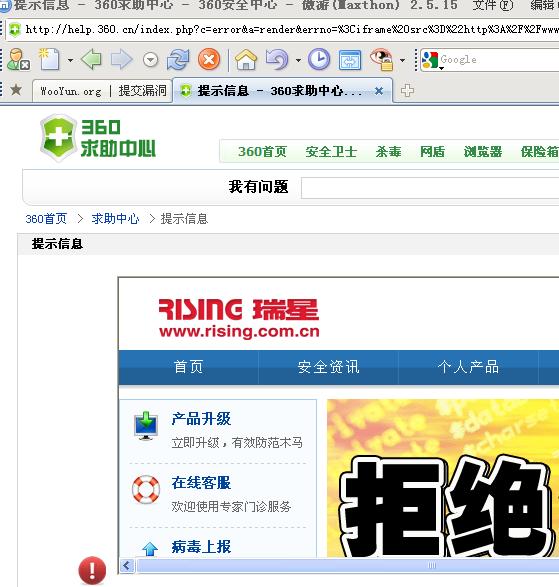 提示信息 - 360求助中心 - 360安全中心 - 傲游(Maxthon) 2.5.15 文件(F) 编辑
http://help.360.cn/index.php?c=error&a=render&errno=%3Ciframe%20src%3D%22http%3A%2F%2Fwww
Google
WooYun.org | 提交漏洞
提示信息 - 360求助中心...
360
求助中心
360首页 安全卫士 杀毒 网盾 浏览器 保险箱
我有问题
360首页 > 求助中心 > 提示信息
提示信息
RISING 瑞星
www.rising.com.cn
首页 安全资讯 个人产品
产品升级
立即升级，有效防范木马
在线客服
欢迎使用专家门诊服务
病毒上报
拒绝